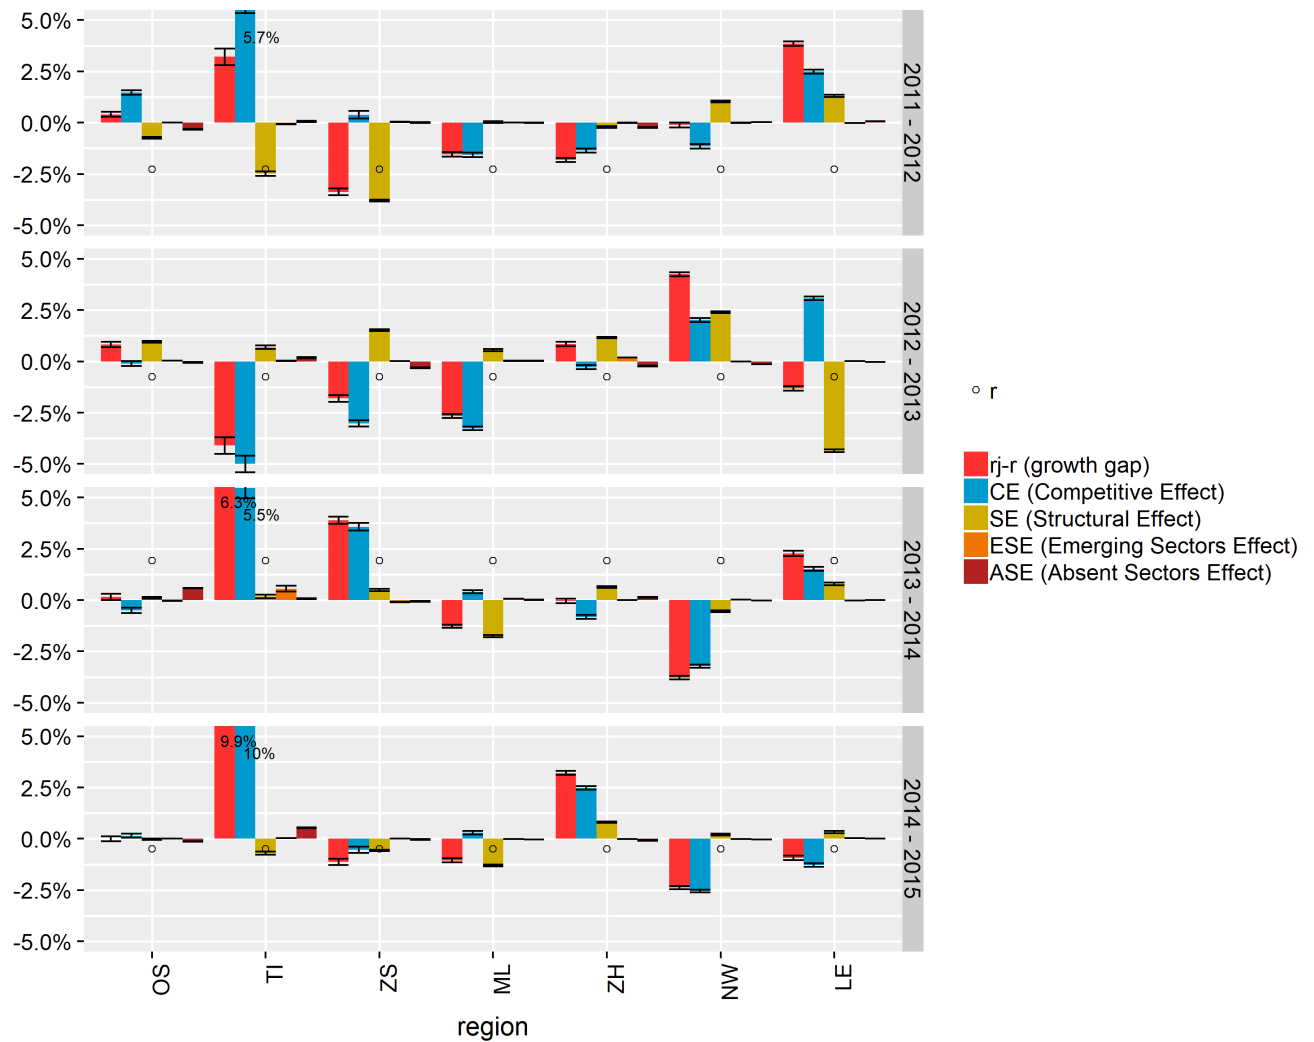 5.0%
2.5%
0.0%
-2.5%
-5.0%
5.7%
2011 - 2012
5.0%
2.5%
0.0%
-2.5%
-5.0%
2012 - 2013
5.0%
2.5%
0.0%
-2.5%
-5.0%
6.3%
5.5%
2013 - 2014
5.0%
2.5%
0.0%
-2.5%
-5.0%
9.9%
10%
2014 - 2015
OS
TI
ZS
ML
ZH
NW
LE
region
r
rj-r (growth gap)
CE (Competitive Effect)
SE (Structural Effect)
ESE (Emerging Sectors Effect)
ASE (Absent Sectors Effect)